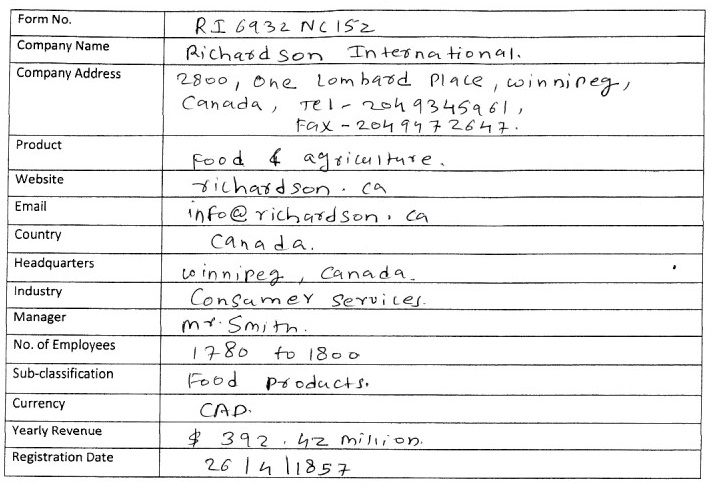 Form No. RI 6932 NC152
Company Name Richardson International.
Company Address 2800, One Lombard Place, winnipeg,
Canada, Tel - 2049345961,
Fax - 2049472647.
Product Food & agriculture.
Website richardson.ca
Email info@richardson.ca
Country Canada.
Headquarters winnipeg, Canada.
Industry Consumer Services.
Manager Mr. Smith.
No. of Employees 1780 to 1800
Sub-classification Food Products.
Currency CAD.
Yearly Revenue $ 392.42 million.
Registration Date 26/4/1857